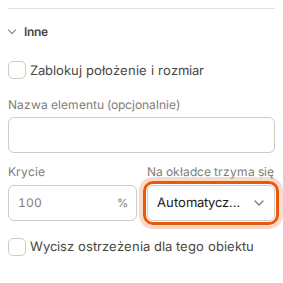 Inne
Zablokuj położenie i rozmiar
Nazwa elementu (opcjonalnie)
Krycie Na okładce trzyma się
100 % Automatycz...
Wycisz ostrzeżenia dla tego obiektu